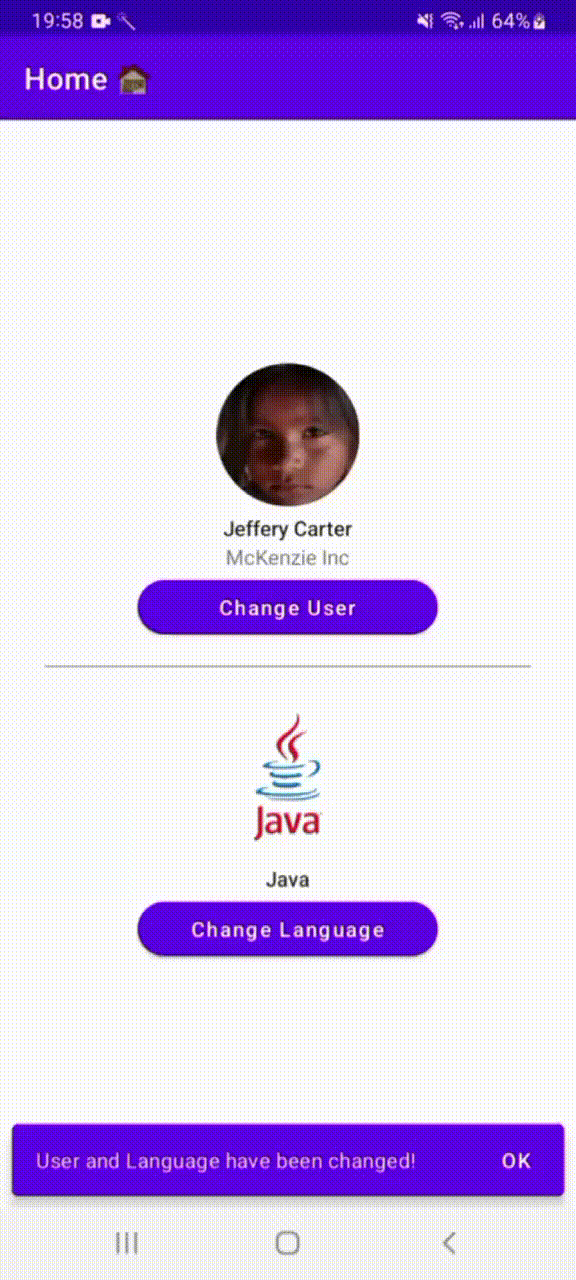 19:58
64%
Home
Jeffery Carter
McKenzie Inc
Change User
Java
Java
Change Language
User and Language have been changed!
OK